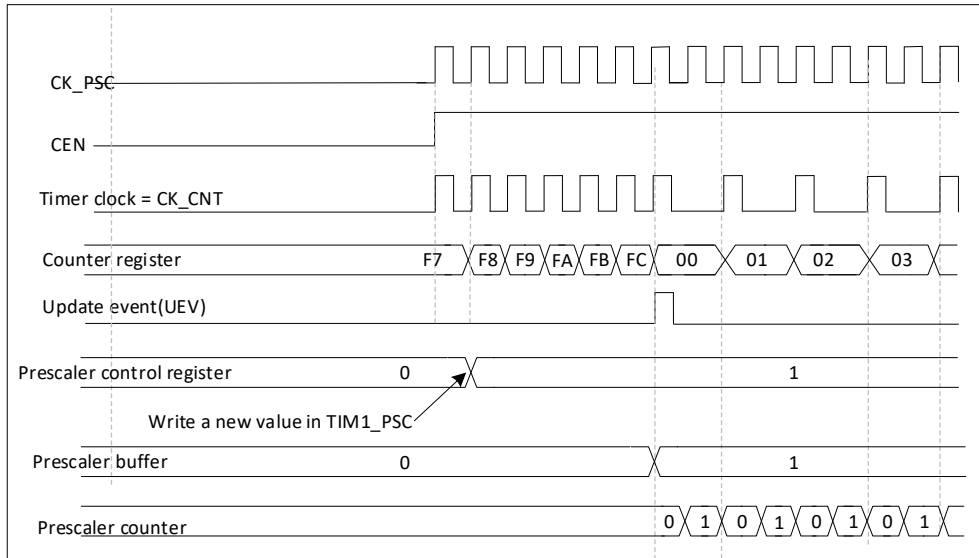 CK_PSC
CEN
Timer clock = CK_CNT
Counter register F7 F8 F9 FA FB FC 00 01 02 03
Update event(UEV)
Prescaler control register 0 1
Write a new value in TIM1_PSC
Prescaler buffer 0 1
Prescaler counter 0 1 0 1 0 1 0 1